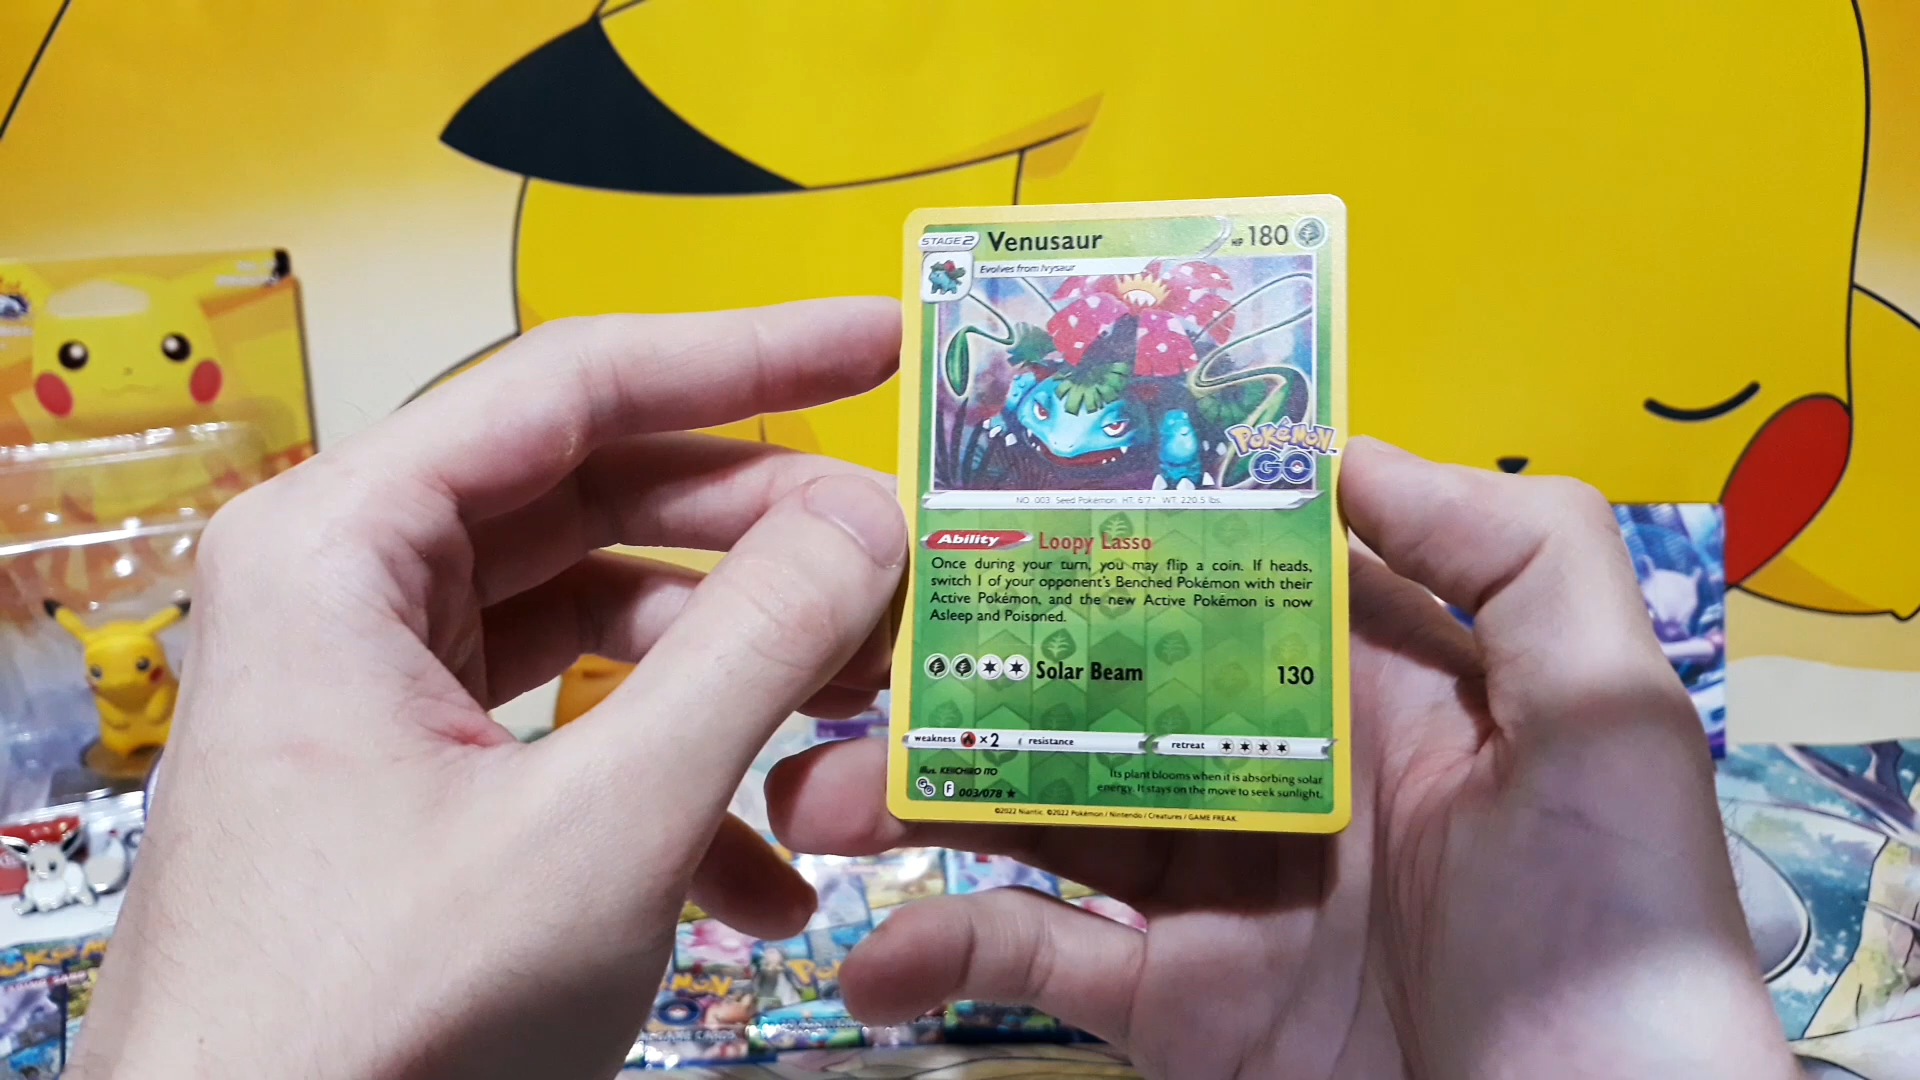 STAGE2 Venusaur HP 180
Evolves from Ivysaur
POKéMON™
GO
NO. 003 Seed Pokémon HT: 6'7" WT: 220.5 lbs.
Ability Loopy Lasso
Once during your turn, you may flip a coin. If heads,
switch 1 of your opponent's Benched Pokémon with their
Active Pokémon, and the new Active Pokémon is now
Asleep and Poisoned.
Solar Beam 130
weakness ×2 resistance retreat
Illus. KEIICHIRO ITO
Its plant blooms when it is absorbing solar
energy. It stays on the move to seek sunlight.
GO F 003/078 ★
©2022 Niantic ©2022 Pokémon / Nintendo / Creatures / GAME FREAK